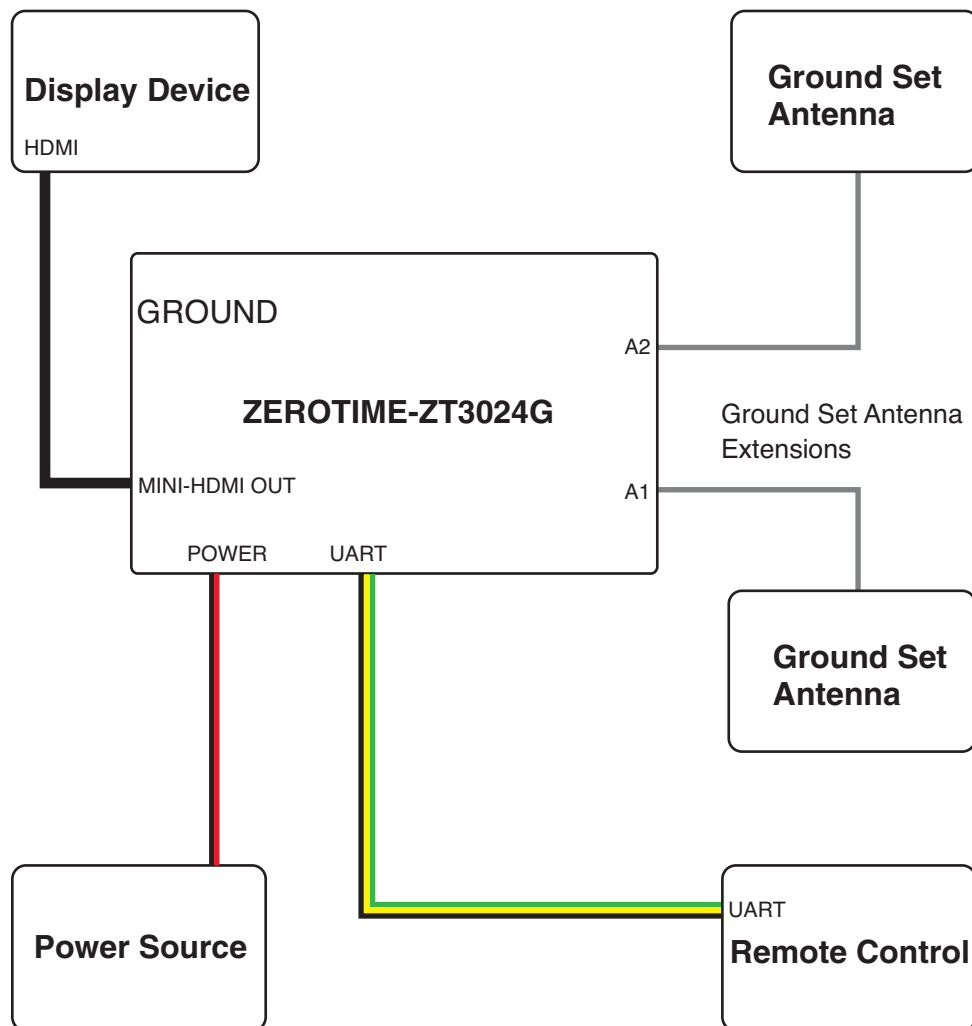 Display Device
HDMI
Ground Set
Antenna
GROUND
A2
ZEROTIME-ZT3024G
Ground Set Antenna
Extensions
MINI-HDMI OUT
A1
POWER
UART
Ground Set
Antenna
Power Source
UART
Remote Control